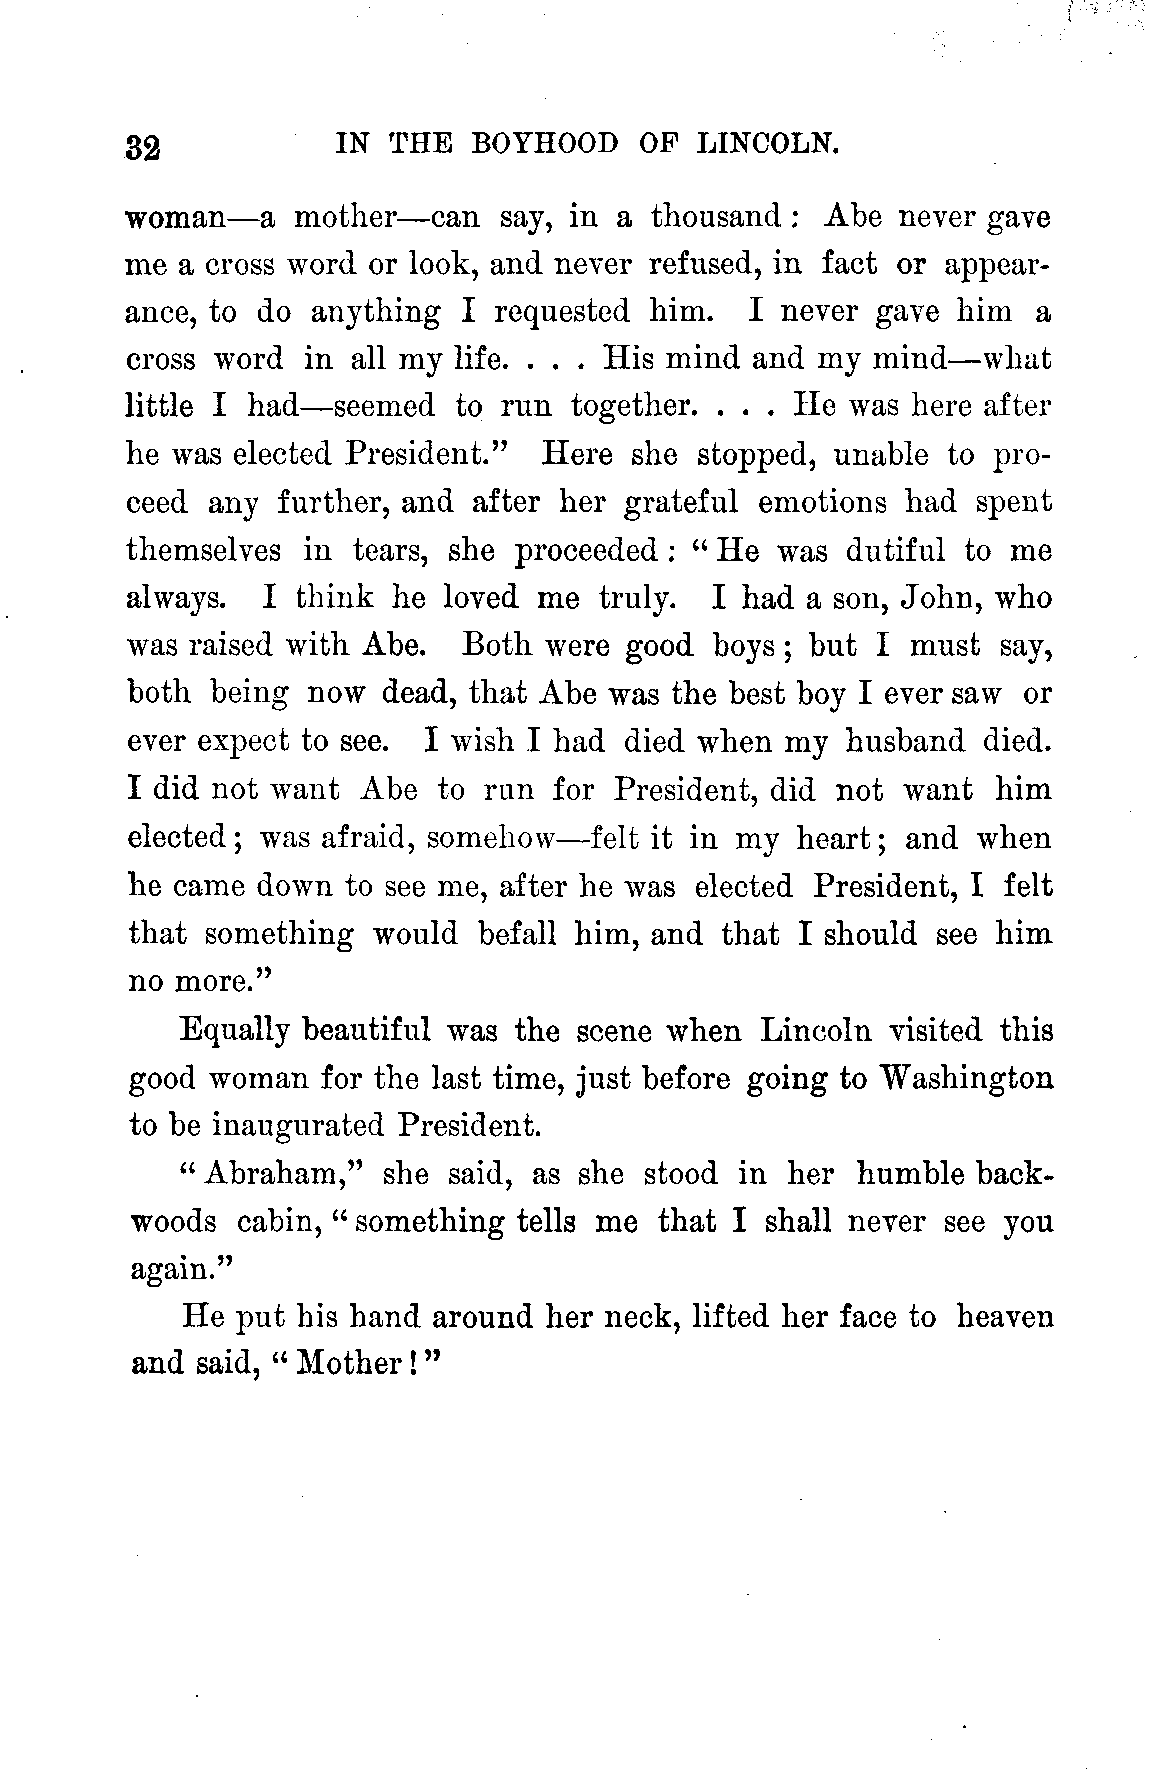 32 IN THE BOYHOOD OF LINCOLN.
woman—a mother—can say, in a thousand: Abe never gave
me a cross word or look, and never refused, in fact or appear-
ance, to do anything I requested him. I never gave him a
cross word in all my life. . . . His mind and my mind—what
little I had—seemed to run together. . . . He was here after
he was elected President." Here she stopped, unable to pro-
ceed any further, and after her grateful emotions had spent
themselves in tears, she proceeded: "He was dutiful to me
always. I think he loved me truly. I had a son, John, who
was raised with Abe. Both were good boys; but I must say,
both being now dead, that Abe was the best boy I ever saw or
ever expect to see. I wish I had died when my husband died.
I did not want Abe to run for President, did not want him
elected; was afraid, somehow—felt it in my heart; and when
he came down to see me, after he was elected President, I felt
that something would befall him, and that I should see him
no more."
Equally beautiful was the scene when Lincoln visited this
good woman for the last time, just before going to Washington
to be inaugurated President.
"Abraham," she said, as she stood in her humble back-
woods cabin, "something tells me that I shall never see you
again."
He put his hand around her neck, lifted her face to heaven
and said, "Mother!"